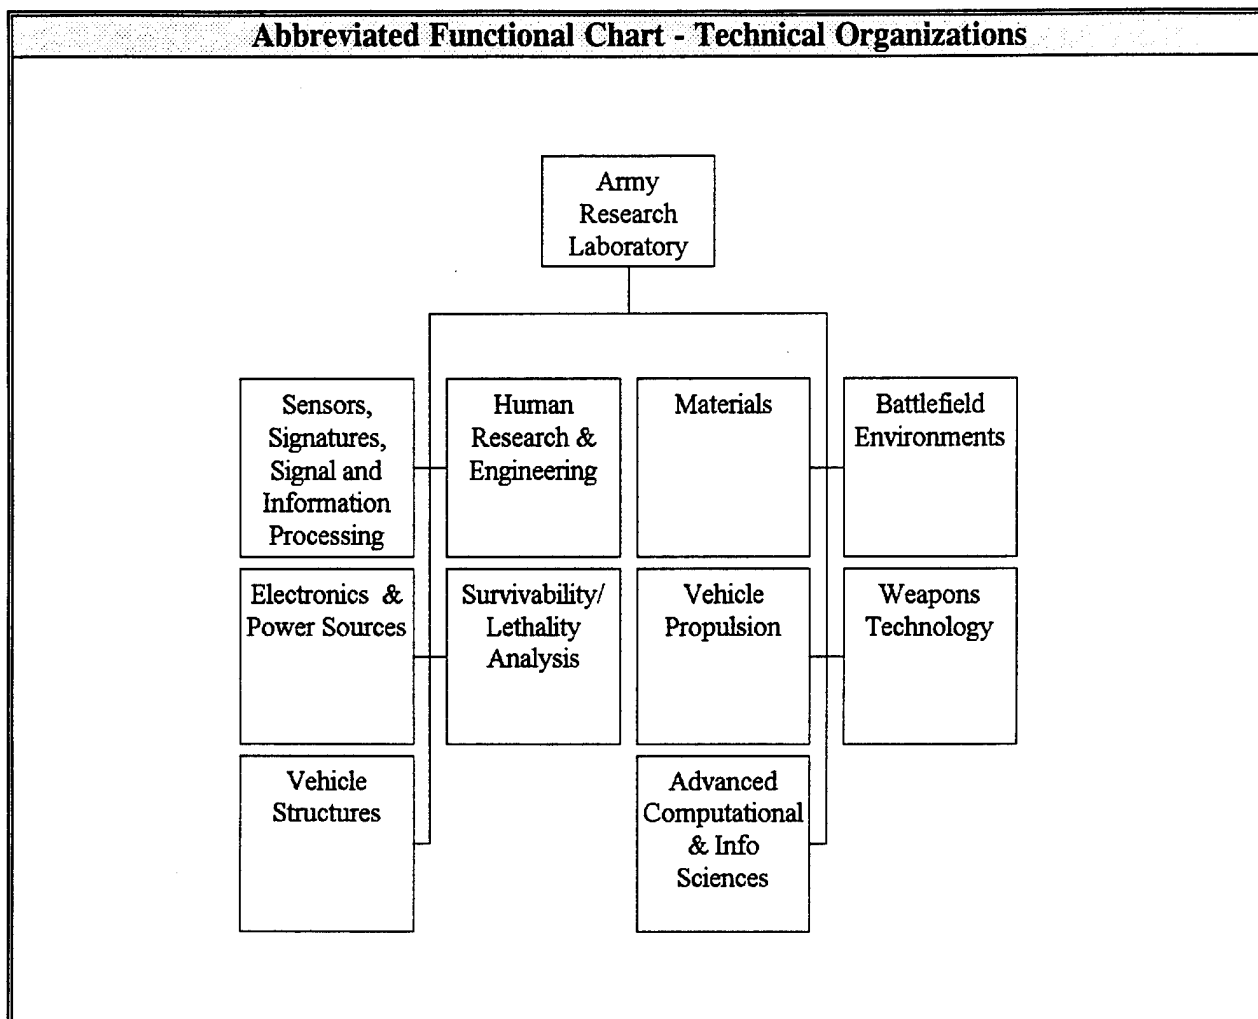 Abbreviated Functional Chart - Technical Organizations
Army
Research
Laboratory
Sensors,
Signatures,
Signal and
Information
Processing
Human
Research &
Engineering
Materials
Battlefield
Environments
Electronics &
Power Sources
Survivability/
Lethality
Analysis
Vehicle
Propulsion
Weapons
Technology
Vehicle
Structures
Advanced
Computational
& Info
Sciences